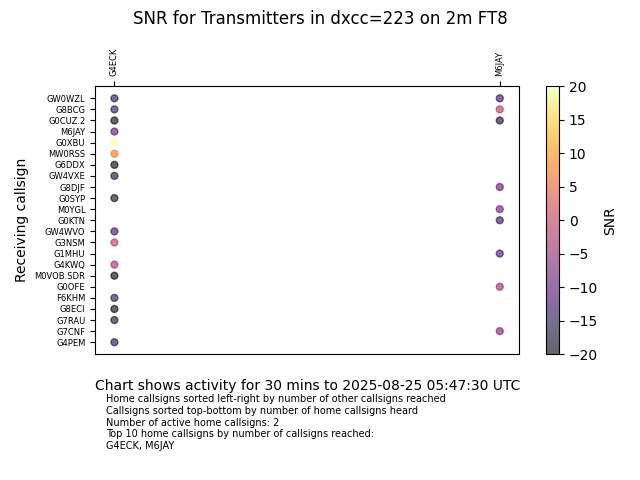 SNR for Transmitters in dxcc=223 on 2m FT8
G4ECK
M6JAY
GW0WZL
G8BCG
G0CUZ.2
M6JAY
G0XBU
MW0RSS
G6DDX
GW4VXE
G8DJF
G0SYP
M0YGL
G0KTN
GW4WVO
G3NSM
G1MHU
G4KWQ
M0VOB.SDR
G0OFE
F6KHM
G8ECI
G7RAU
G7CNF
G4PEM
Receiving callsign
20
15
10
5
0
−5
−10
−15
−20
SNR
Chart shows activity for 30 mins to 2025-08-25 05:47:30 UTC
Home callsigns sorted left-right by number of other callsigns reached
Callsigns sorted top-bottom by number of home callsigns heard
Number of active home callsigns: 2
Top 10 home callsigns by number of callsigns reached:
G4ECK, M6JAY